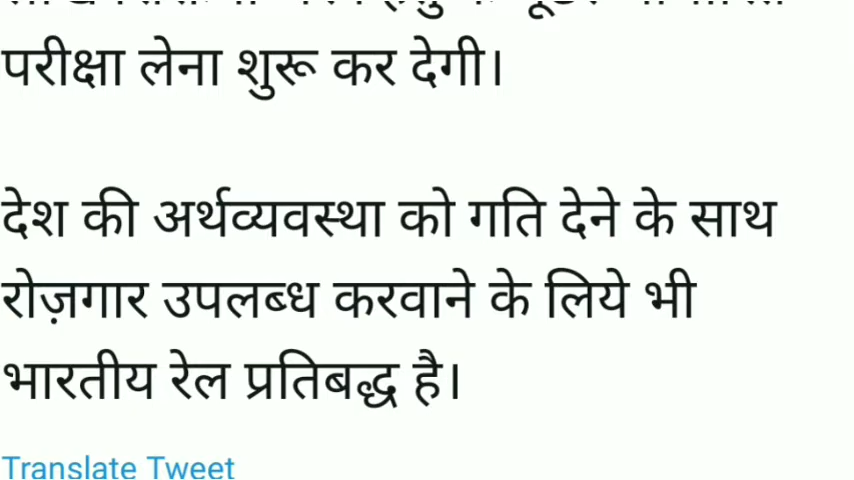 परीक्षा लेना शुरू कर देगी।
देश की अर्थव्यवस्था को गति देने के साथ
रोज़गार उपलब्ध करवाने के लिये भी
भारतीय रेल प्रतिबद्ध है।
Translate Tweet